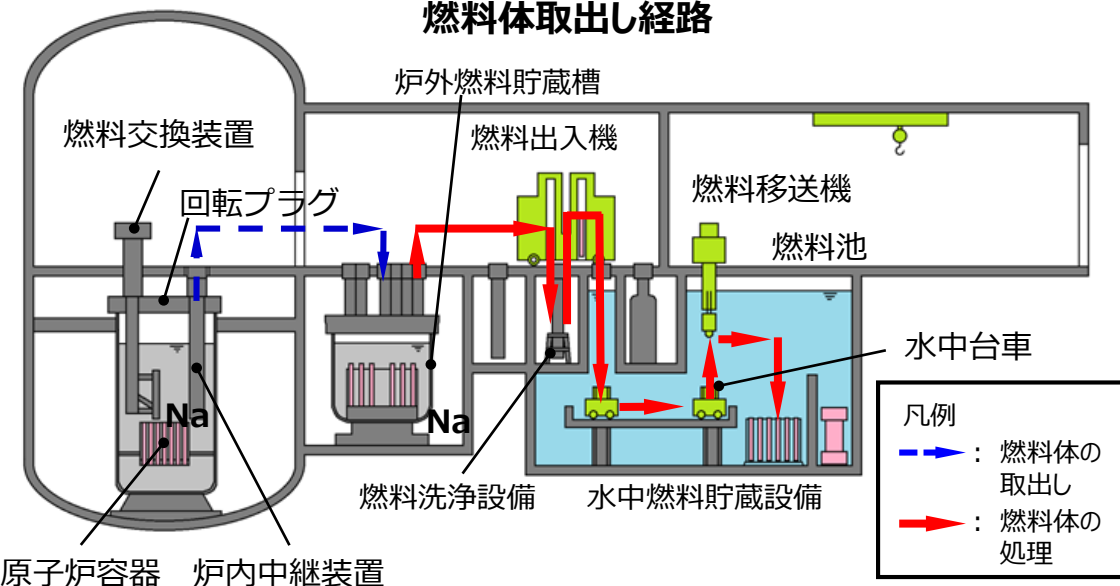 燃料体取出し経路
炉外燃料貯蔵槽
燃料交換装置
燃料出入機
燃料移送機
回転プラグ
燃料池
水中台車
Na
Na
凡例
： 燃料体の
取出し
： 燃料体の
処理
燃料洗浄設備
水中燃料貯蔵設備
原子炉容器
炉内中継装置